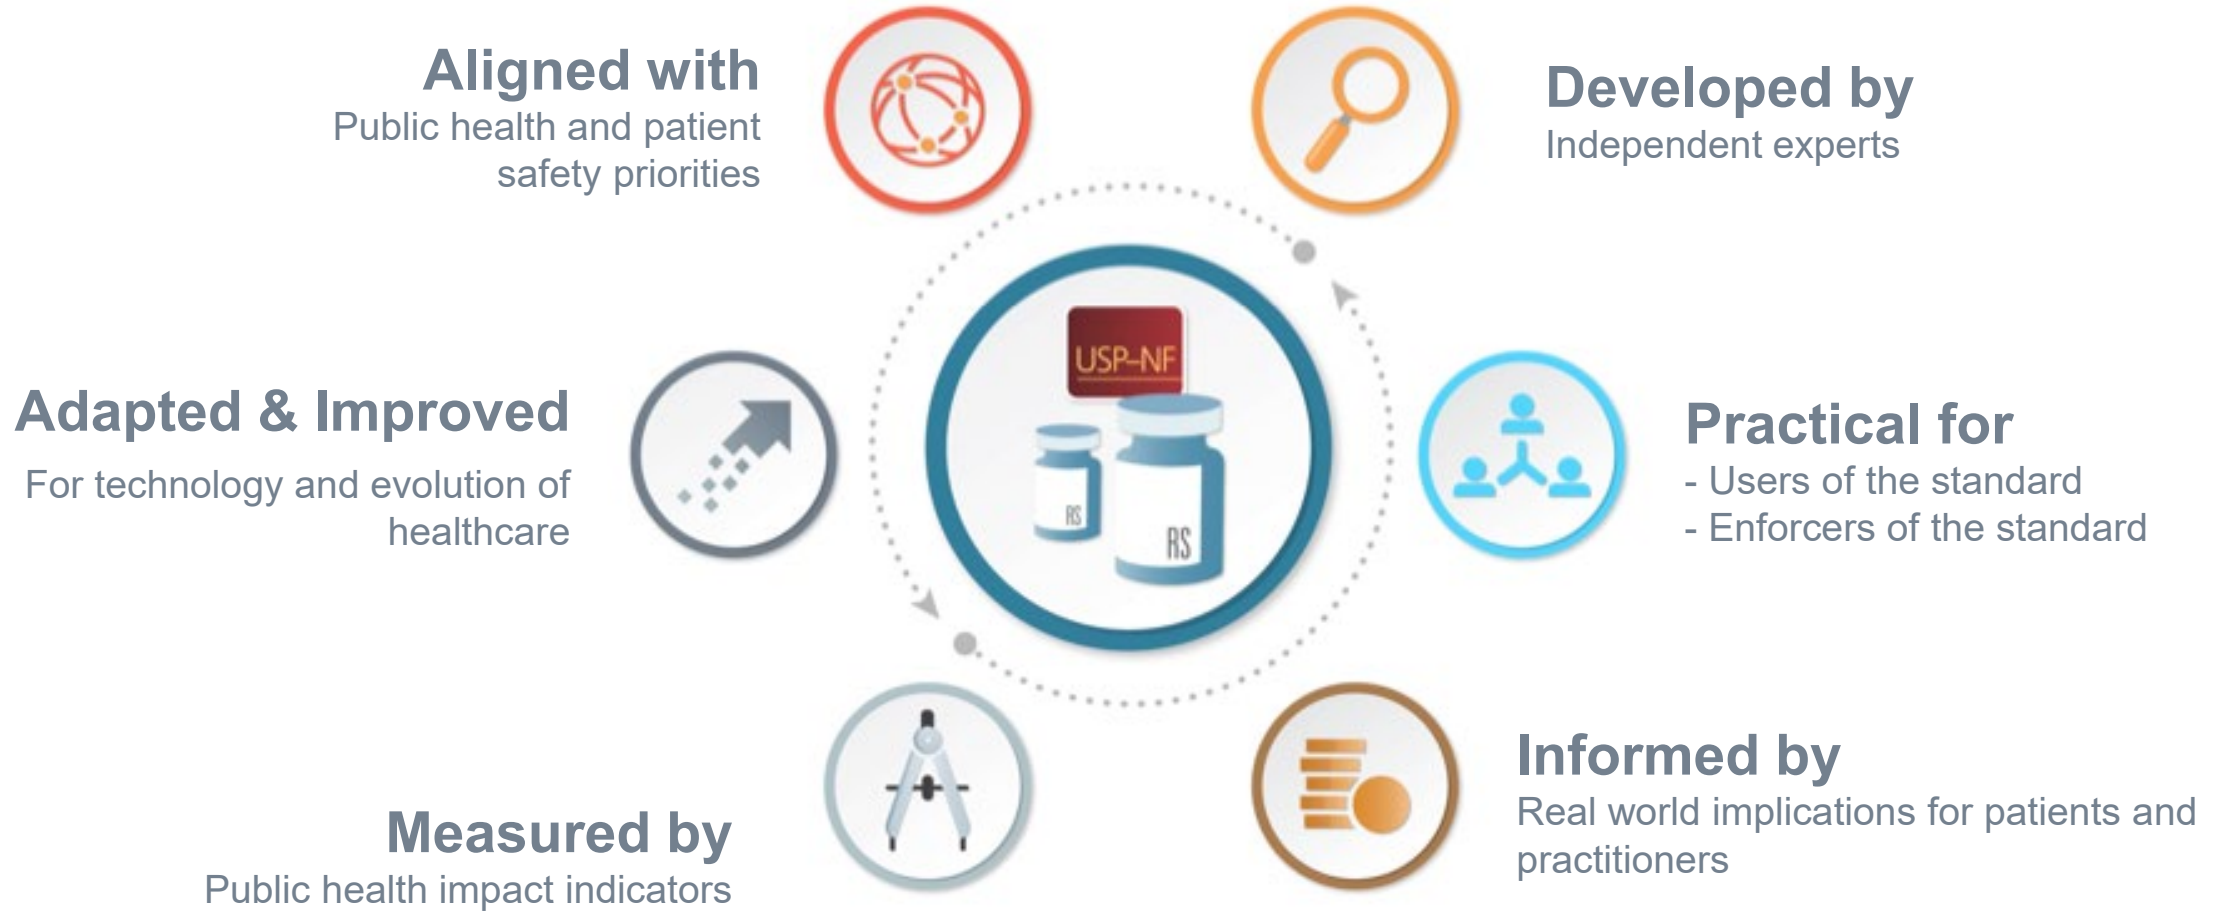 Aligned with
Public health and patient
safety priorities
Developed by
Independent experts
Adapted & Improved
For technology and evolution of
healthcare
USP–NF
RS
RS
Practical for
- Users of the standard
- Enforcers of the standard
Measured by
Public health impact indicators
Informed by
Real world implications for patients and
practitioners